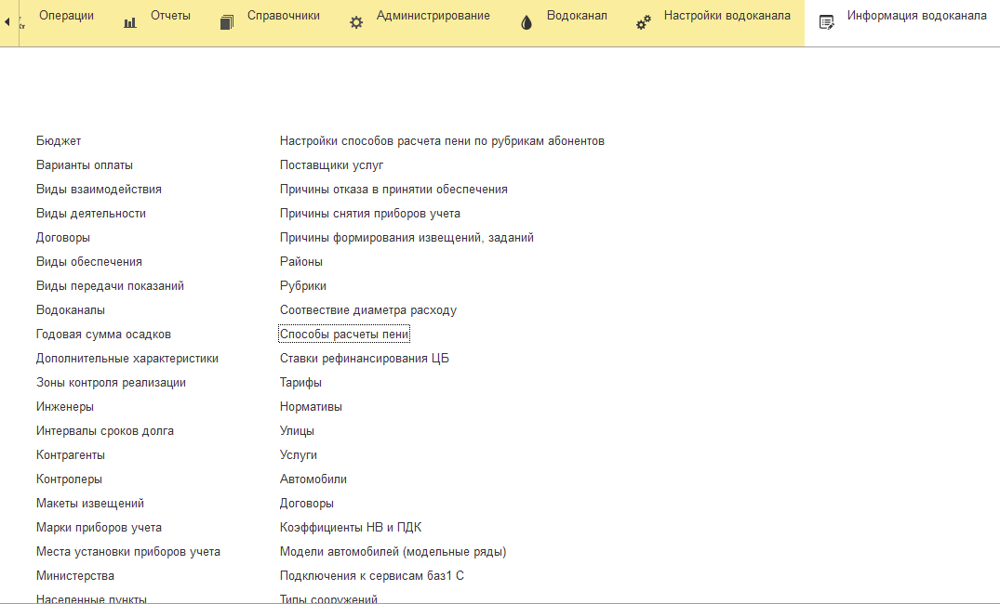 Операции
Отчеты
Справочники
Администрирование
Водоканал
Настройки водоканала
Информация водоканала
Бюджет
Варианты оплаты
Виды взаимодействия
Виды деятельности
Договоры
Виды обеспечения
Виды передачи показаний
Водоканалы
Годовая сумма осадков
Дополнительные характеристики
Зоны контроля реализации
Инженеры
Интервалы сроков долга
Контрагенты
Контролеры
Макеты извещений
Марки приборов учета
Места установки приборов учета
Министерства
Населенные пункты
Настройки способов расчета пени по рубрикам абонентов
Поставщики услуг
Причины отказа в принятии обеспечения
Причины снятия приборов учета
Причины формирования извещений, заданий
Районы
Рубрики
Соотвествие диаметра расходу
Способы расчеты пени
Ставки рефинансирования ЦБ
Тарифы
Нормативы
Улицы
Услуги
Автомобили
Договоры
Коэффициенты НВ и ПДК
Модели автомобилей (модельные ряды)
Подключения к сервисам баз1 С
Типы сооружений